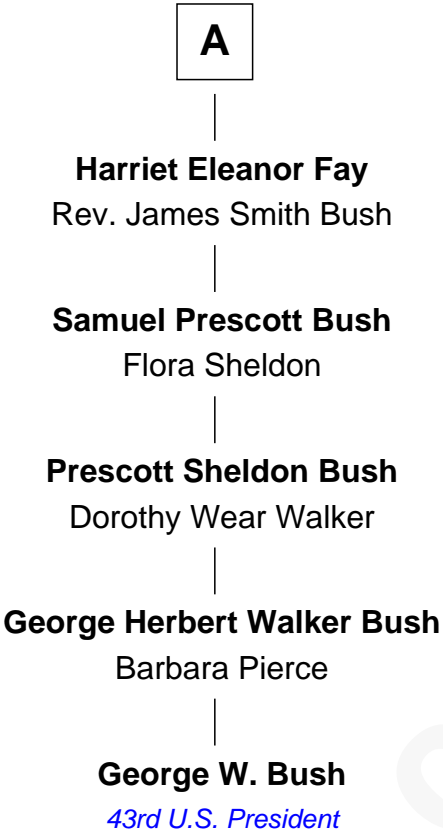 A
Harriet Eleanor Fay
Rev. James Smith Bush
Samuel Prescott Bush
Flora Sheldon
Prescott Sheldon Bush
Dorothy Wear Walker
George Herbert Walker Bush
Barbara Pierce
George W. Bush
43rd U.S. President